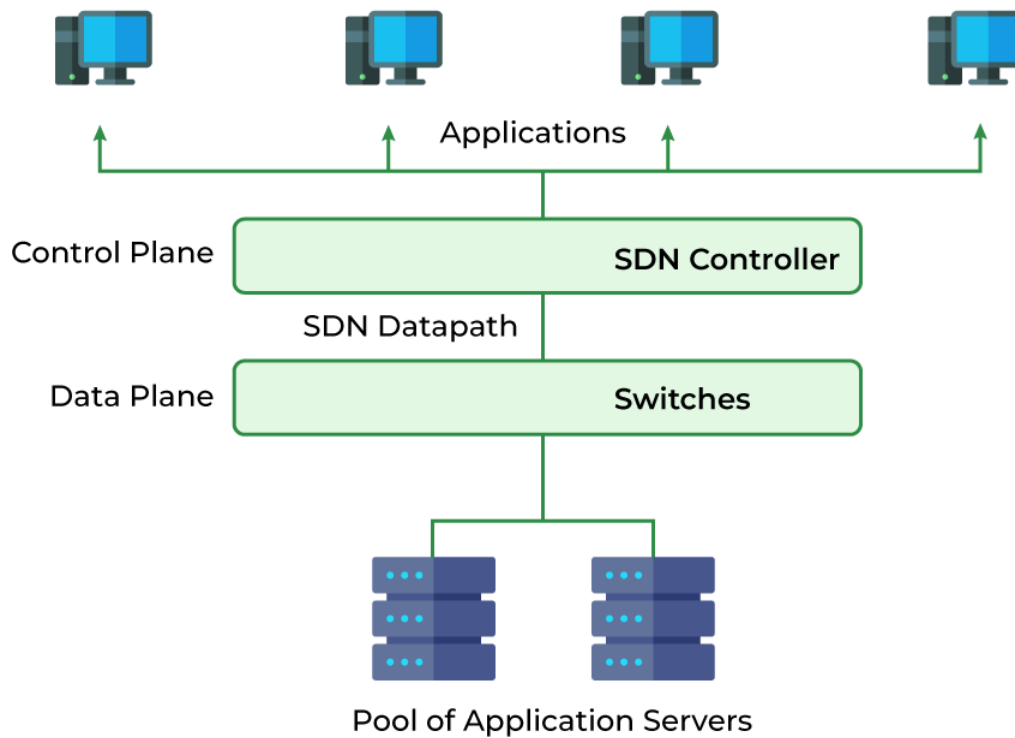 Applications
Control Plane
SDN Controller
SDN Datapath
Data Plane
Switches
Pool of Application Servers